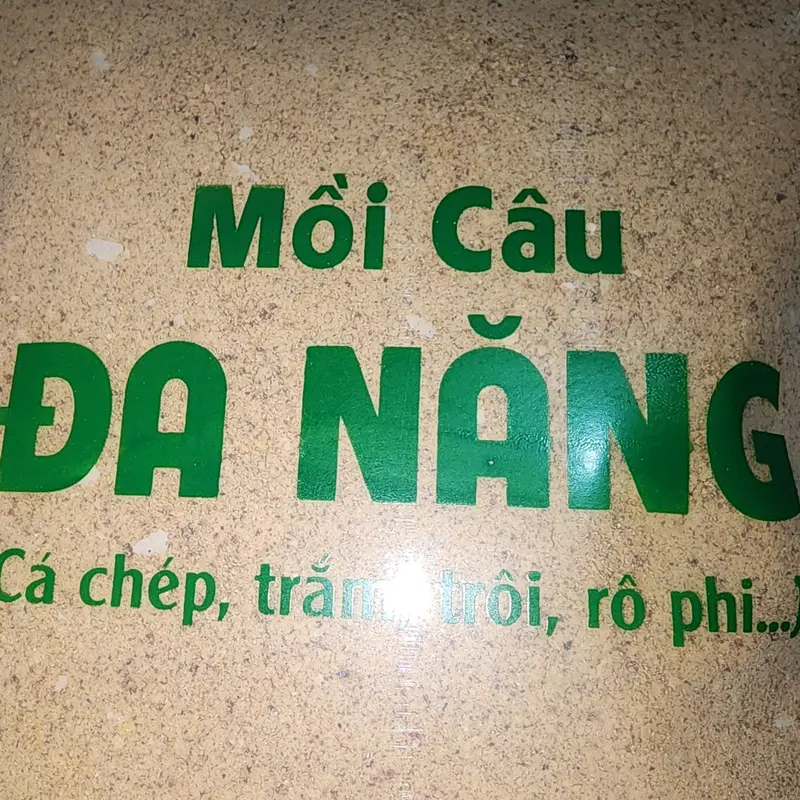 Mồi Câu
ĐA NĂNG
(Cá chép, trắm, trôi, rô phi...)